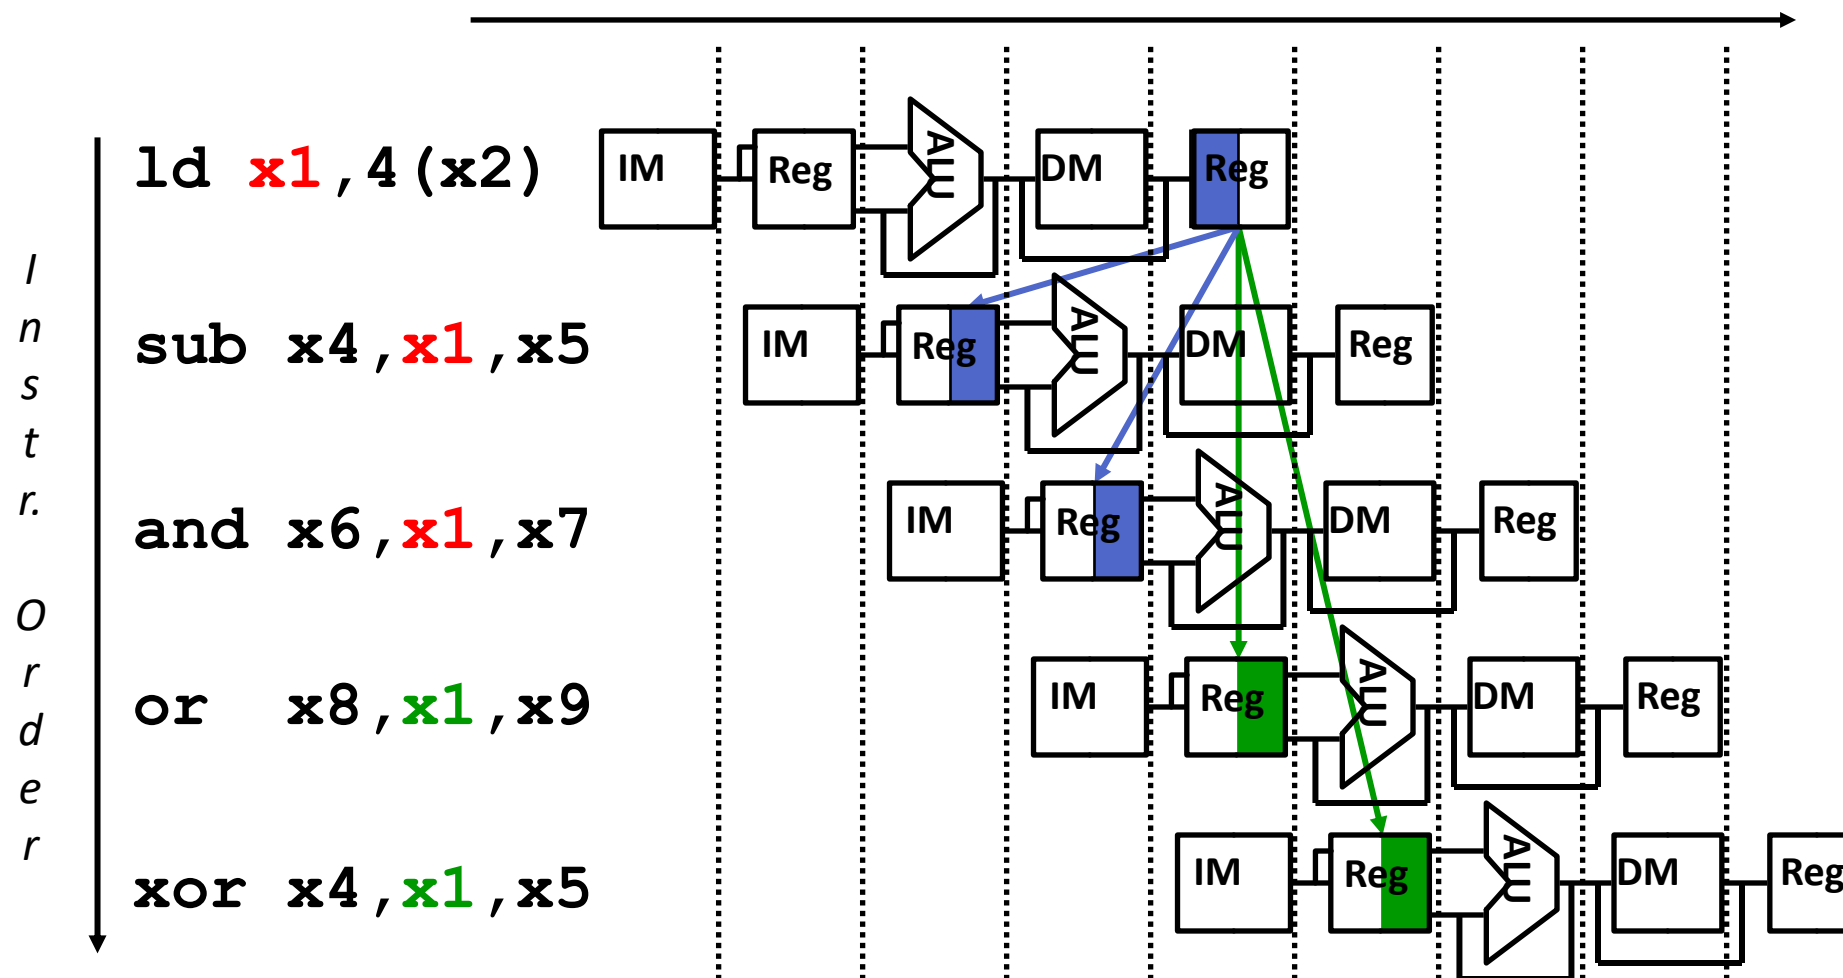 ld x1,4(x2) IM Reg ALU DM Reg
sub x4,x1,x5 IM Reg ALU DM Reg
and x6,x1,x7 IM Reg ALU DM Reg
or x8,x1,x9 IM Reg ALU DM Reg
xor x4,x1,x5 IM Reg ALU DM Reg
Instr. Order